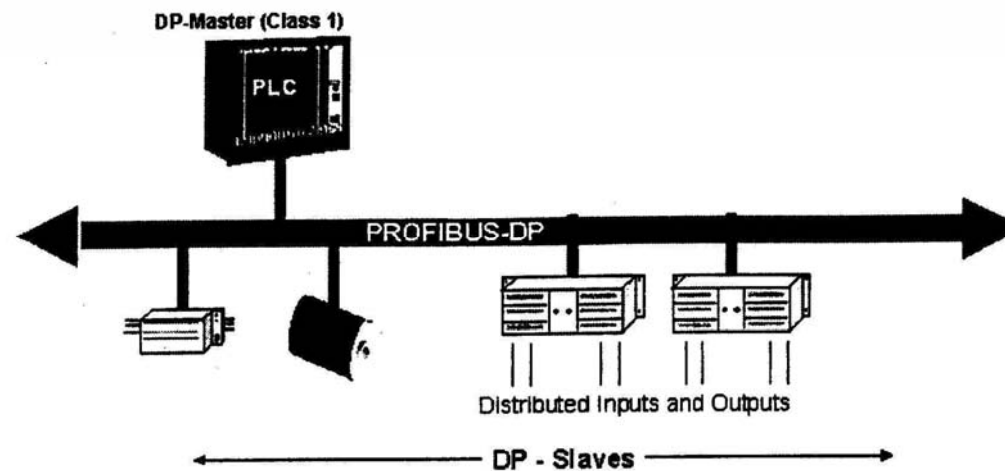 DP-Master (Class 1)
PLC
PROFIBUS-DP
Distributed Inputs and Outputs
DP - Slaves